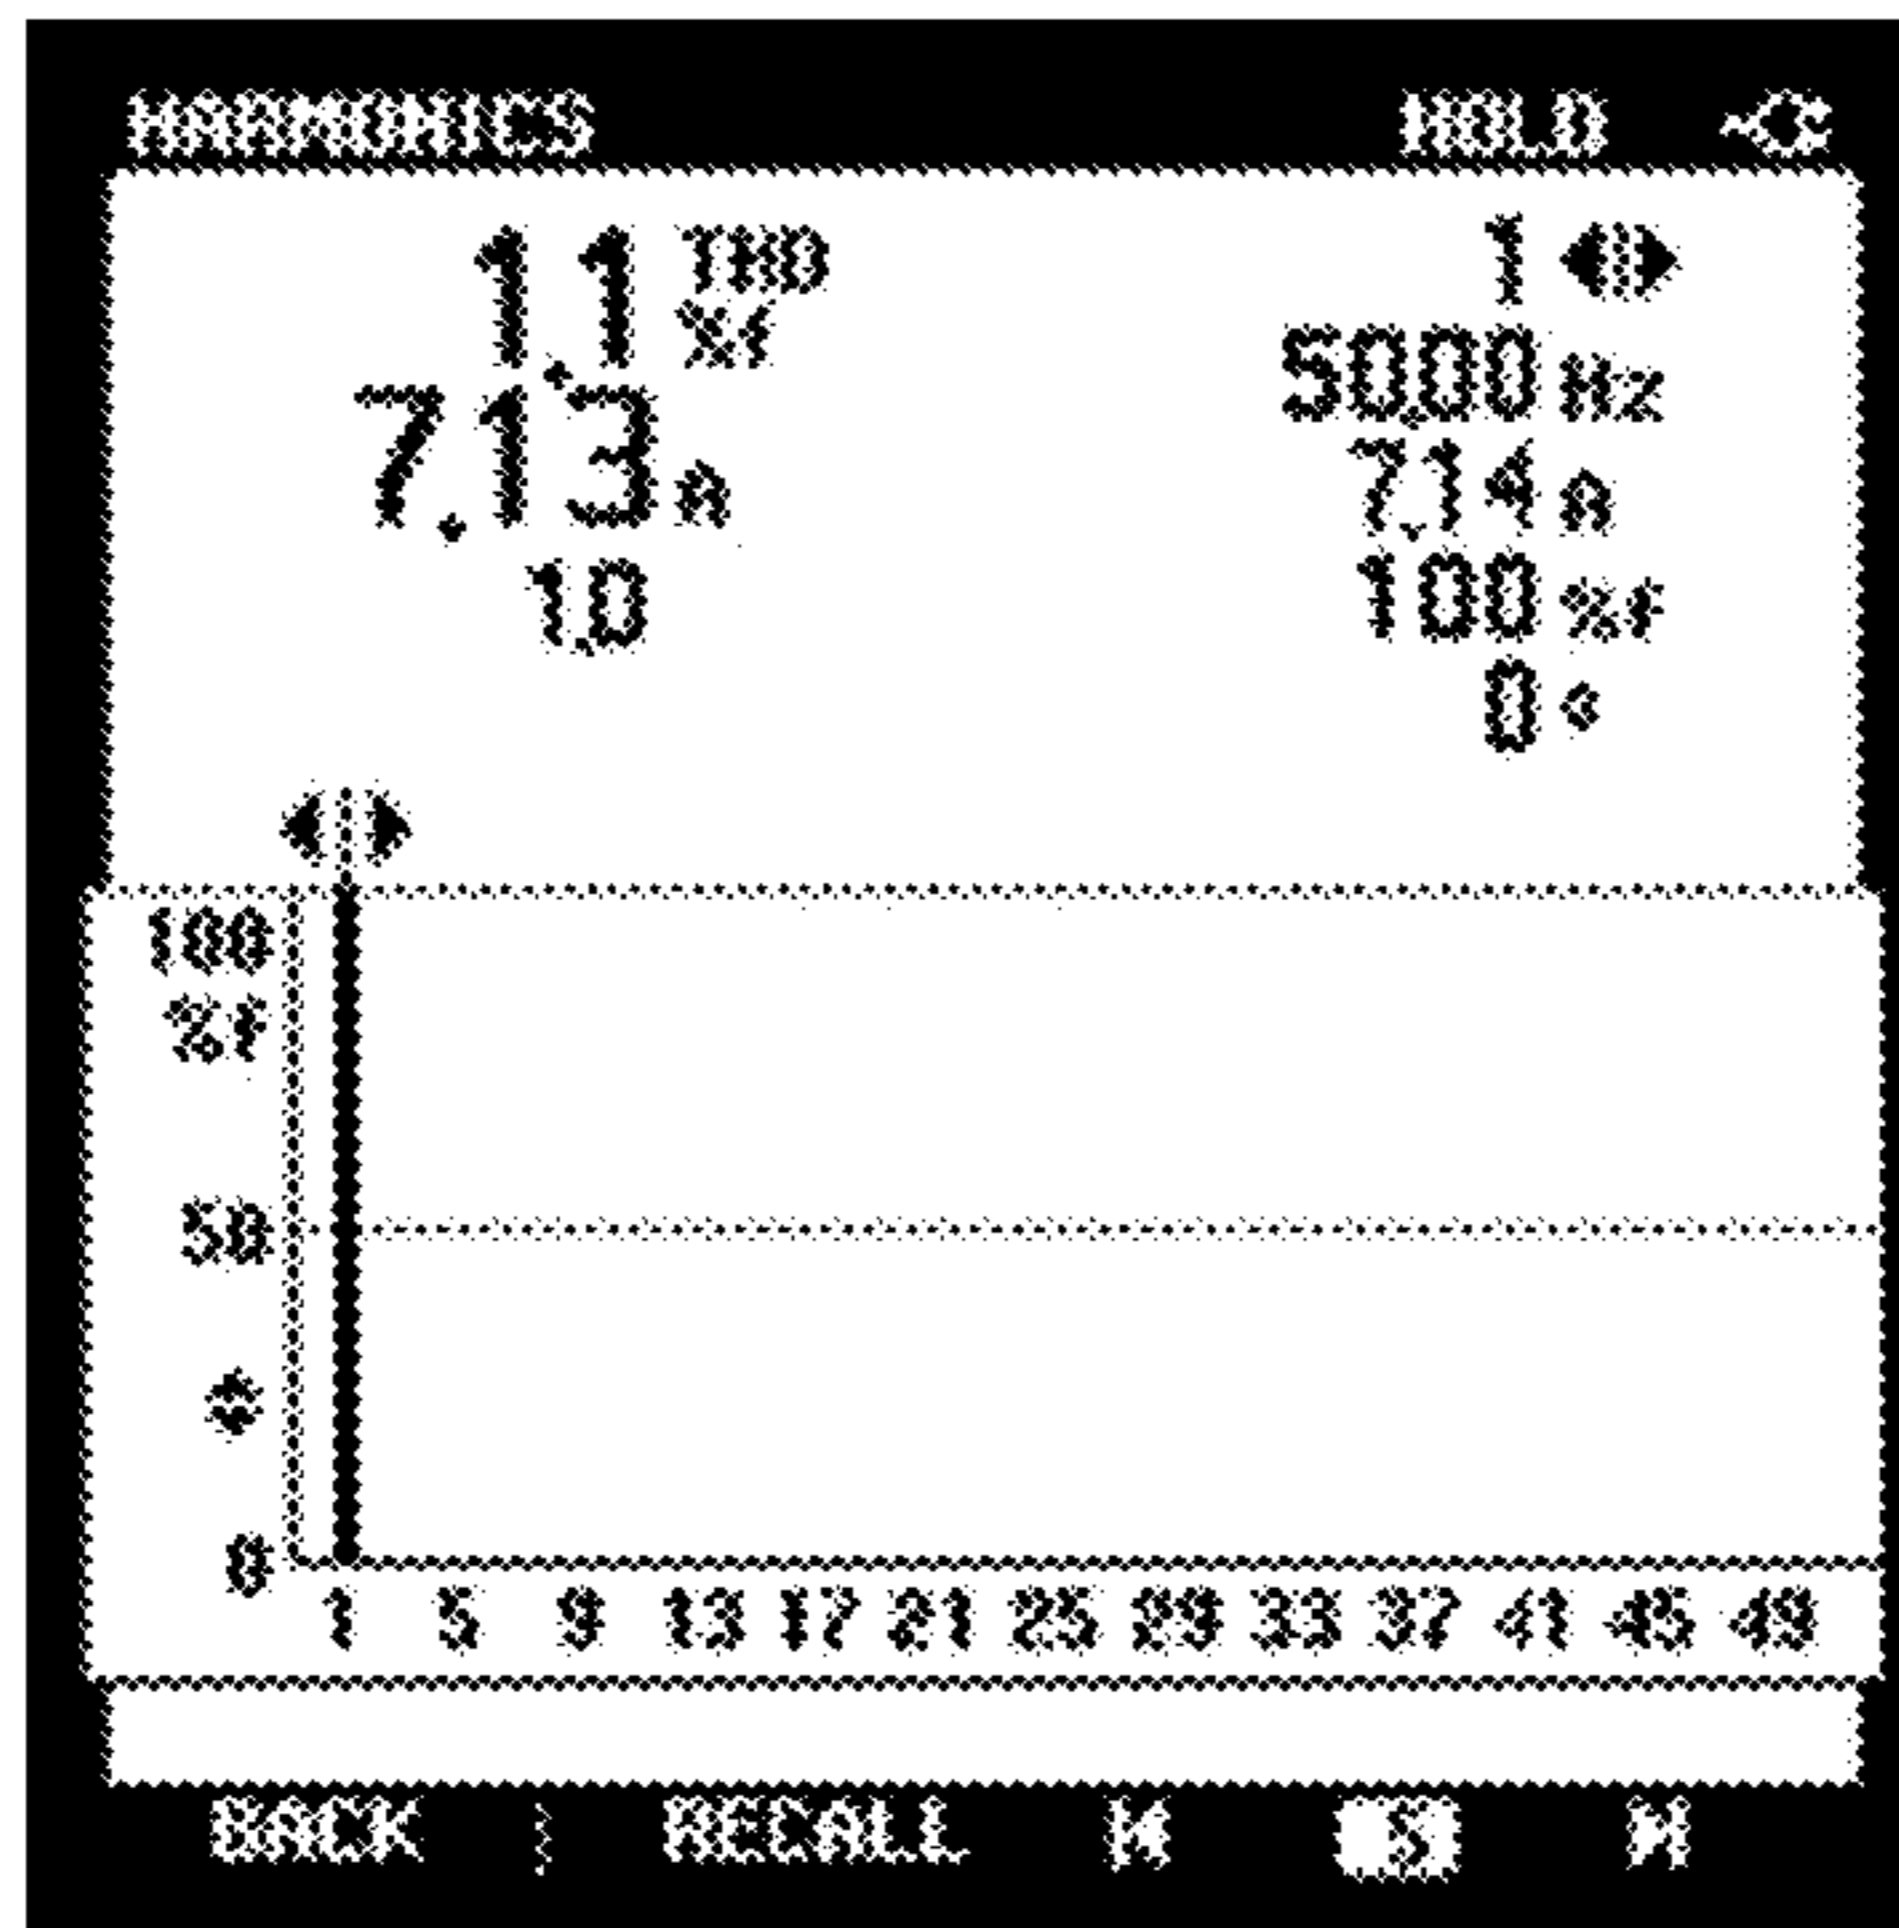 HARMONICS HOLD
1.1 THD %f
1
50.00 Hz
7.13 A
7.14 A
1.0
100 %f
0 °
100
%f
50
0
1 5 9 13 17 21 25 29 33 37 41 45 49
BACK RECALL S